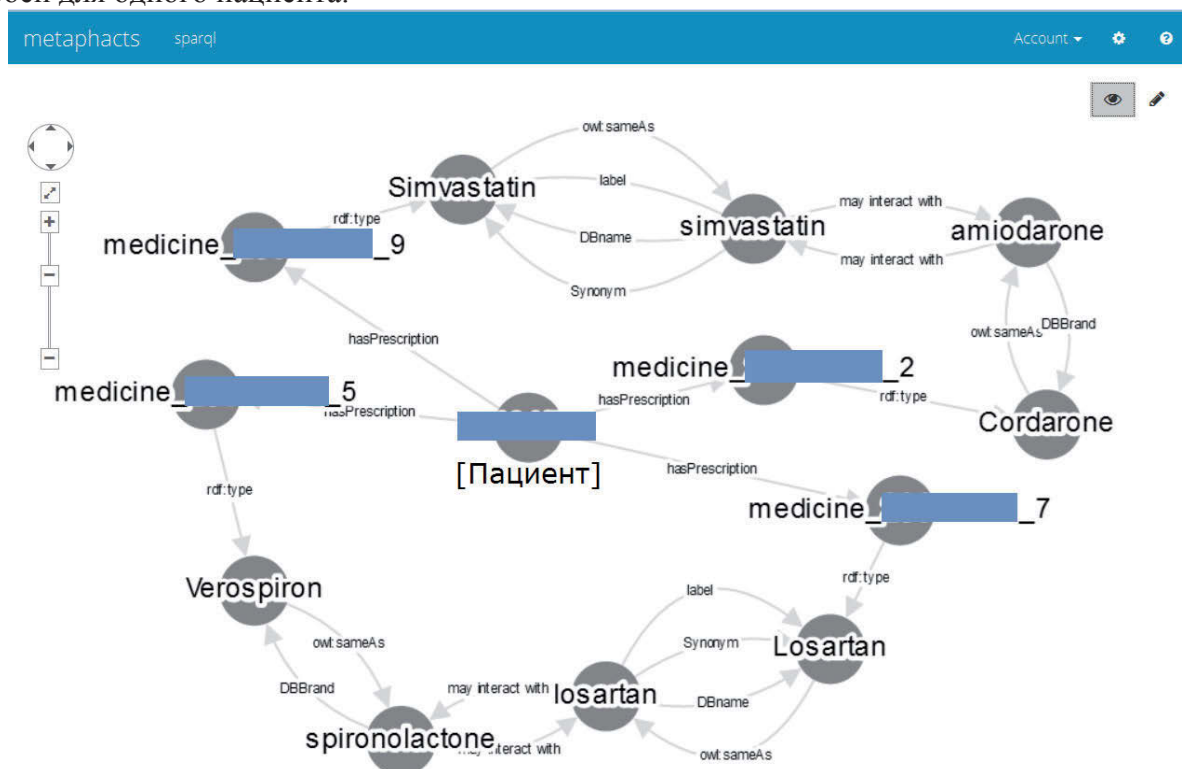 для одного пациента.
metaphacts sparql Account
owl:sameAs
Simvastatin
label
rdf:type
may interact with
simvastatin
amiodarone
medicine_ _9
DBname
may interact with
Synonym
hasPrescription
owl:sameAs
DBBrand
medicine_ _2
medicine_ _5
hasPrescription
rdf:type
hasPrescription
Cordarone
[Пациент]
hasPrescription
rdf:type
medicine_ _7
Verospiron
rdf:type
label
owl:sameAs
Synonym
Losartan
DBBrand
may interact with
losartan
DBname
spironolactone
interact with
owl:sameAs